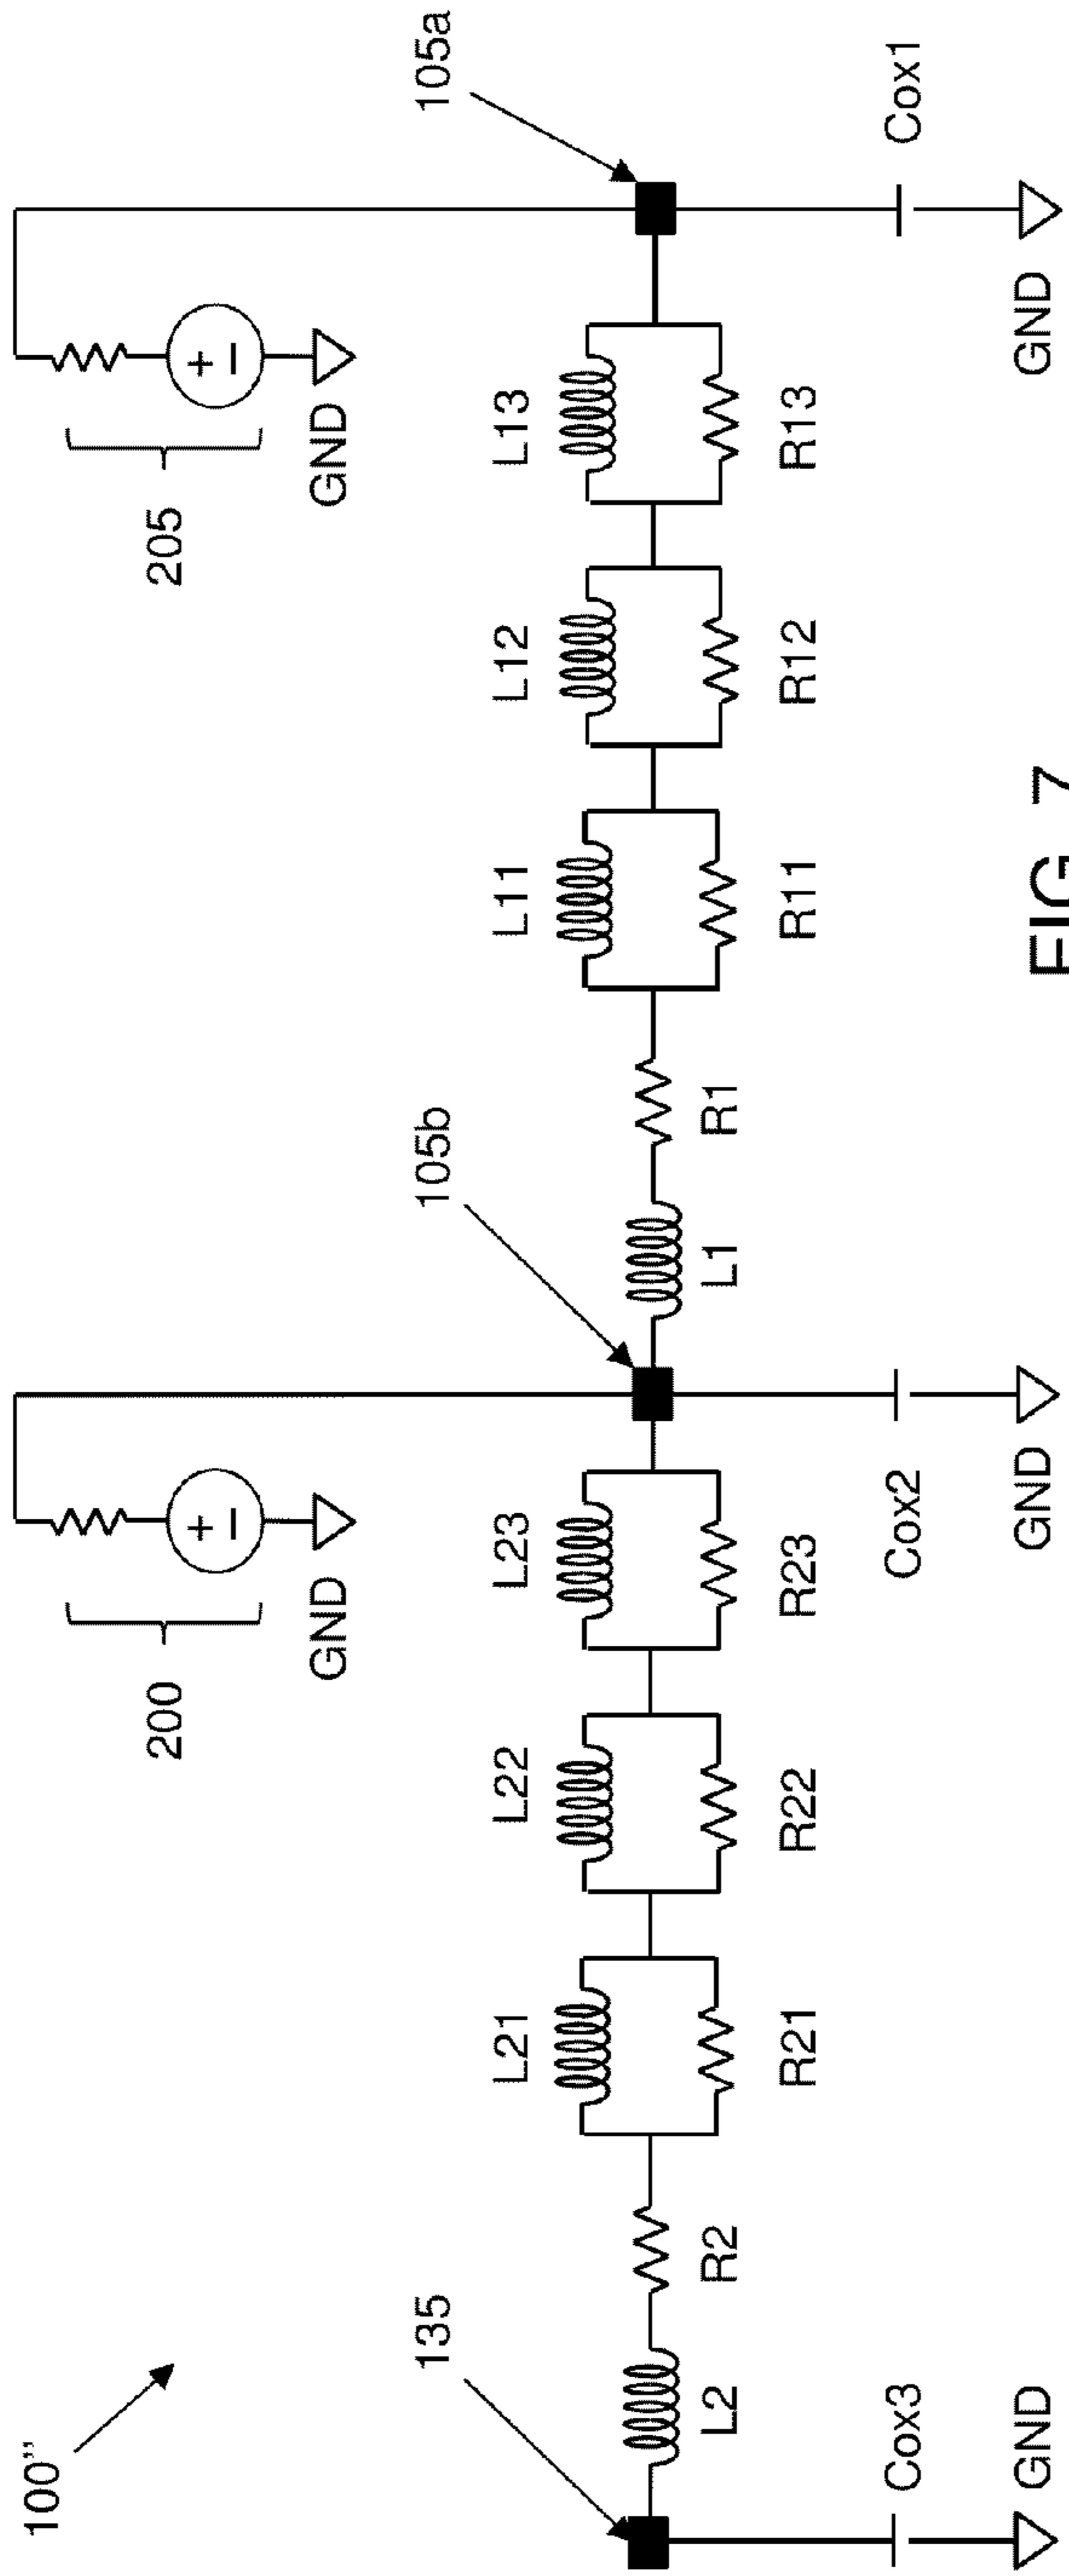 100"
200
GND
205
GND
135
105b
105a
L21
L22
L23
L11
L12
L13
L2
R2
L1
R1
R21
R22
R23
R11
R12
R13
Cox3
Cox2
Cox1
GND
GND
GND
FIG. 7